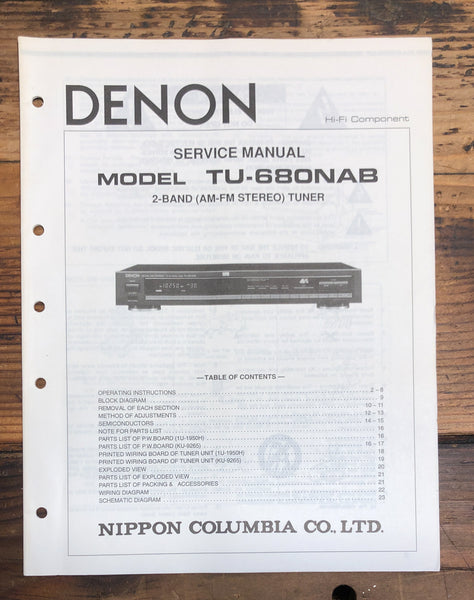 DENON
Hi-Fi Component
SERVICE MANUAL
MODEL TU-680NAB
2-BAND (AM-FM STEREO) TUNER
DENON
— TABLE OF CONTENTS —
OPERATING INSTRUCTIONS ........ 2 – 8
BLOCK DIAGRAM ........ 9
REMOVAL OF EACH SECTION ........ 10 – 11
METHOD OF ADJUSTMENTS ........ 12 – 13
SEMICONDUCTORS ........ 14 – 15
NOTE FOR PARTS LIST ........ 16
PARTS LIST OF P.W.BOARD (1U-1950H) ........ 16
PARTS LIST OF P.W.BOARD (KU-9265) ........ 16 – 17
PRINTED WIRING BOARD OF TUNER UNIT (1U-1950H) ........ 18
PRINTED WIRING BOARD OF TUNER UNIT (KU-9265) ........ 19
EXPLODED VIEW ........ 20
PARTS LIST OF EXPLODED VIEW ........ 21
PARTS LIST OF PACKING & ACCESSORIES ........ 21
WIRING DIAGRAM ........ 22
SCHEMATIC DIAGRAM ........ 23
NIPPON COLUMBIA CO., LTD.